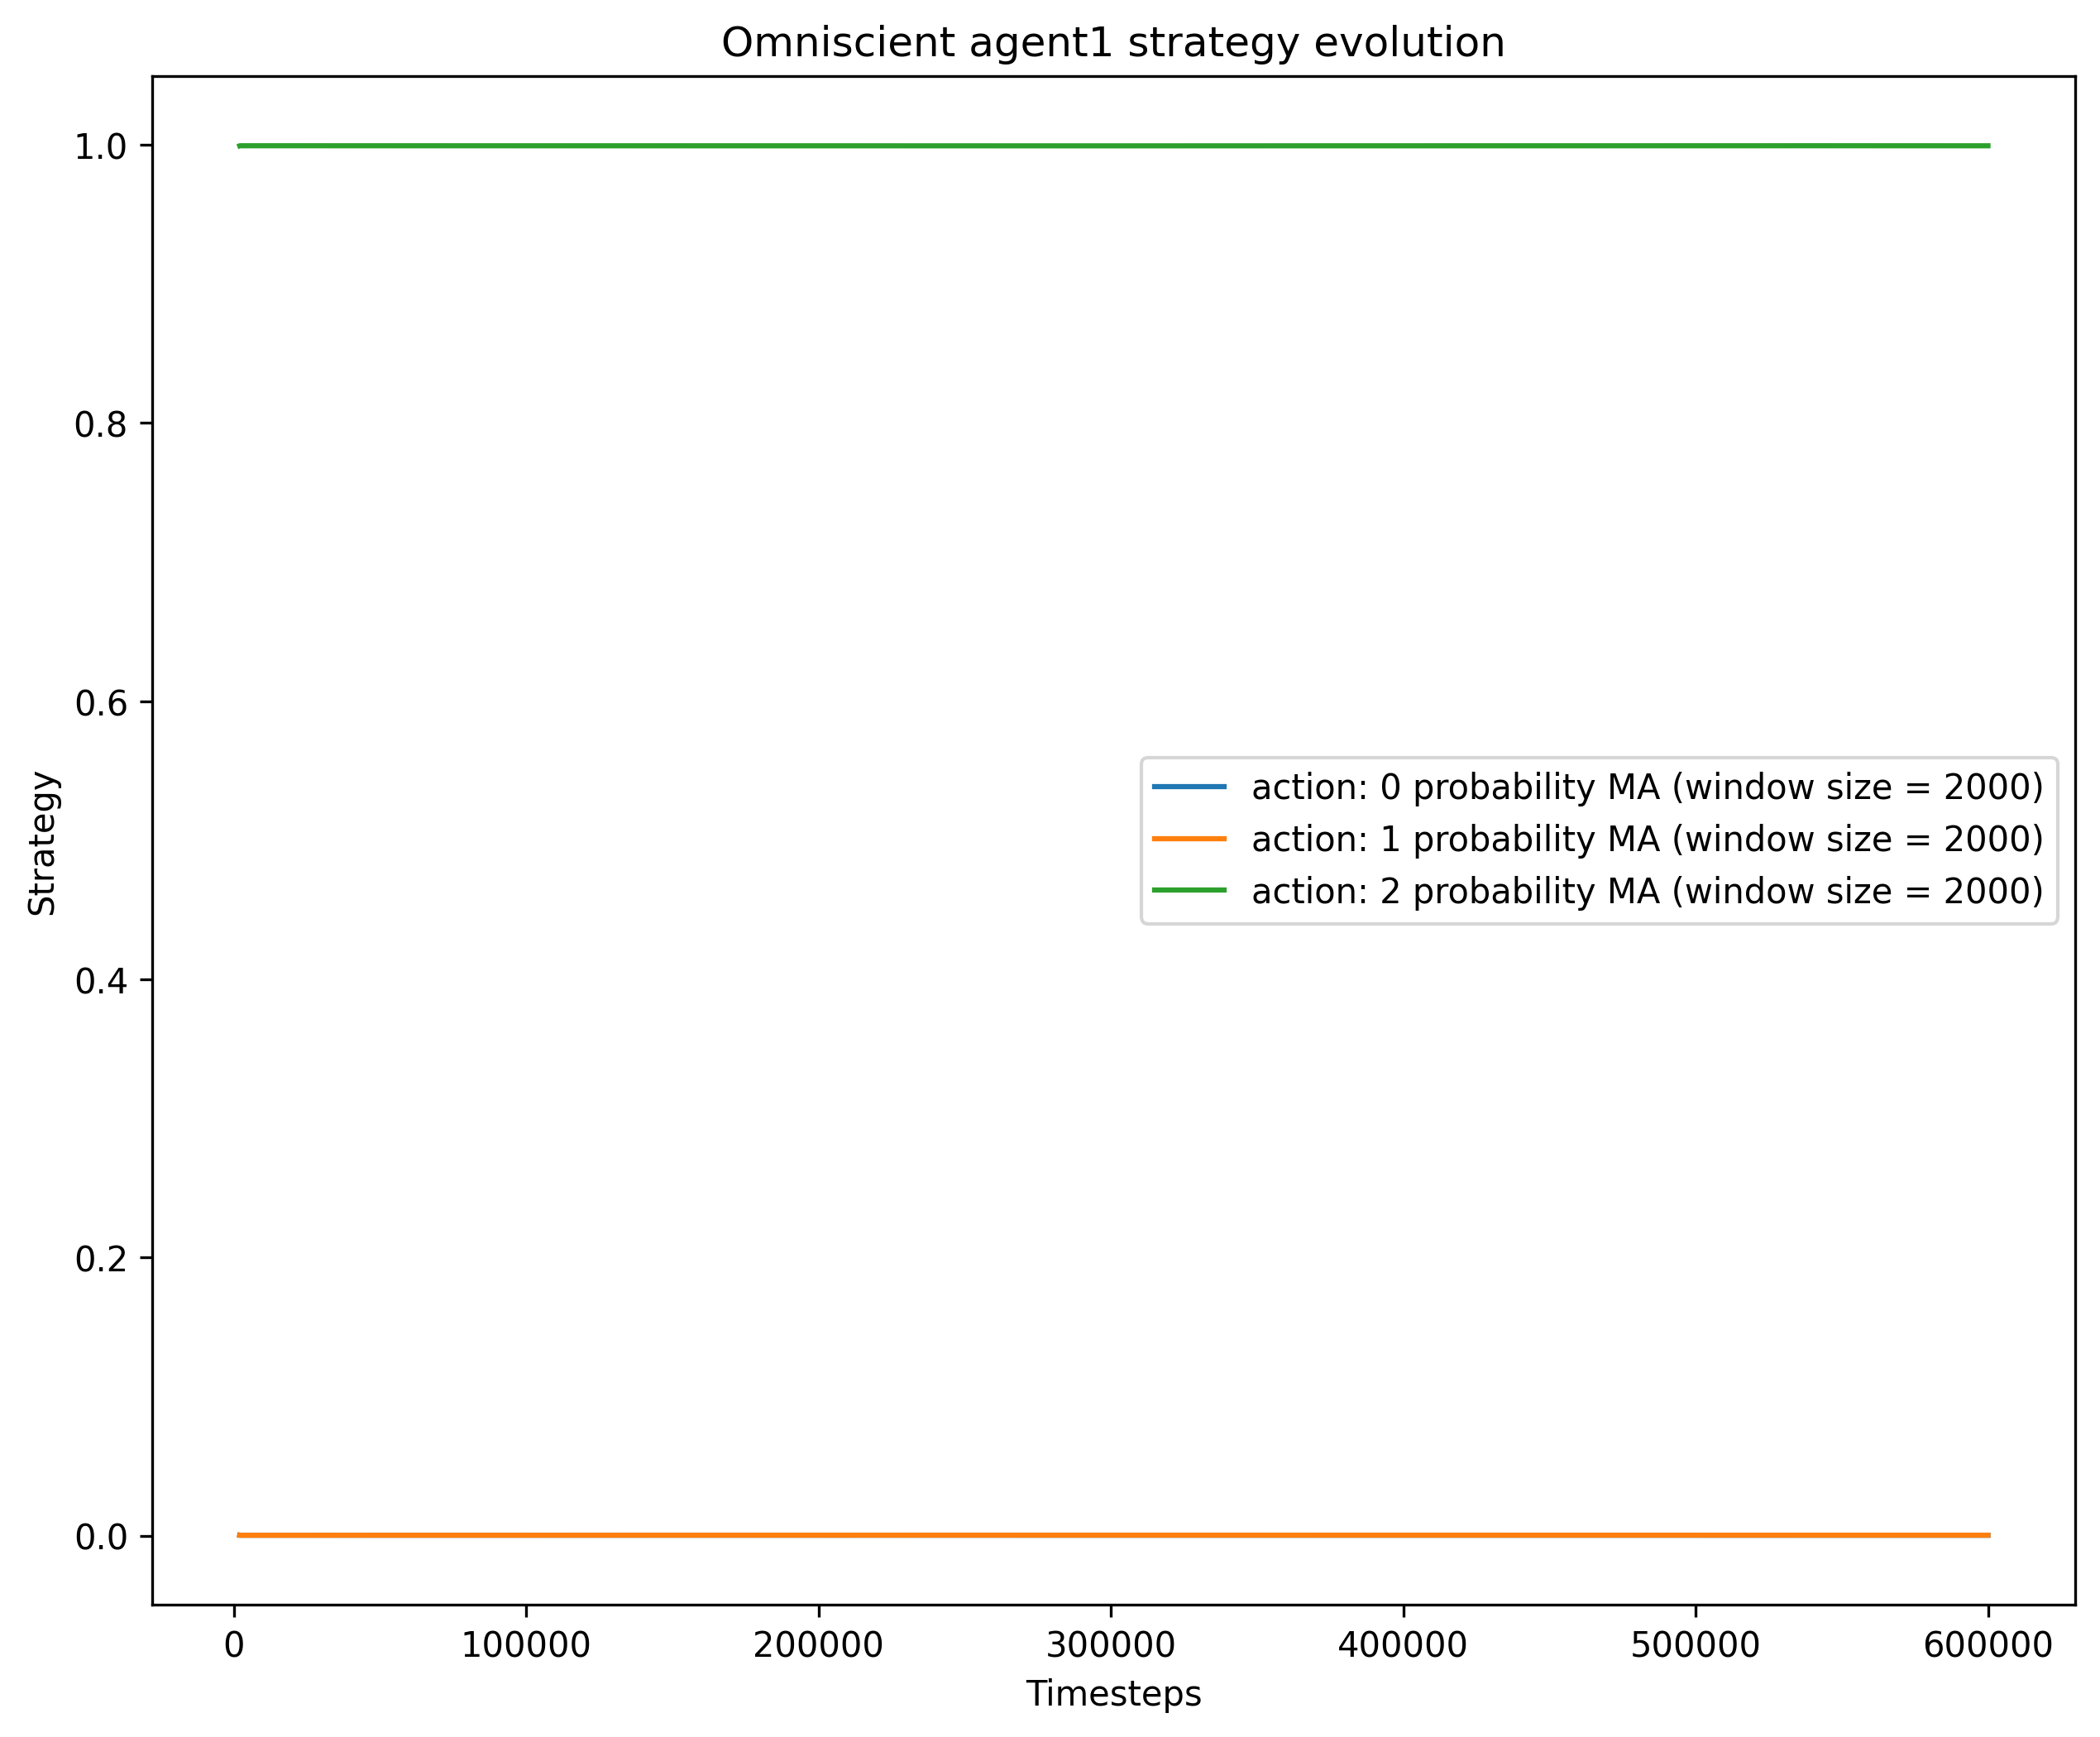 Omniscient agent1 strategy evolution
1.0
0.8
0.6
0.4
0.2
0.0
Strategy
action: 0 probability MA (window size = 2000)
action: 1 probability MA (window size = 2000)
action: 2 probability MA (window size = 2000)
0 100000 200000 300000 400000 500000 600000
Timesteps